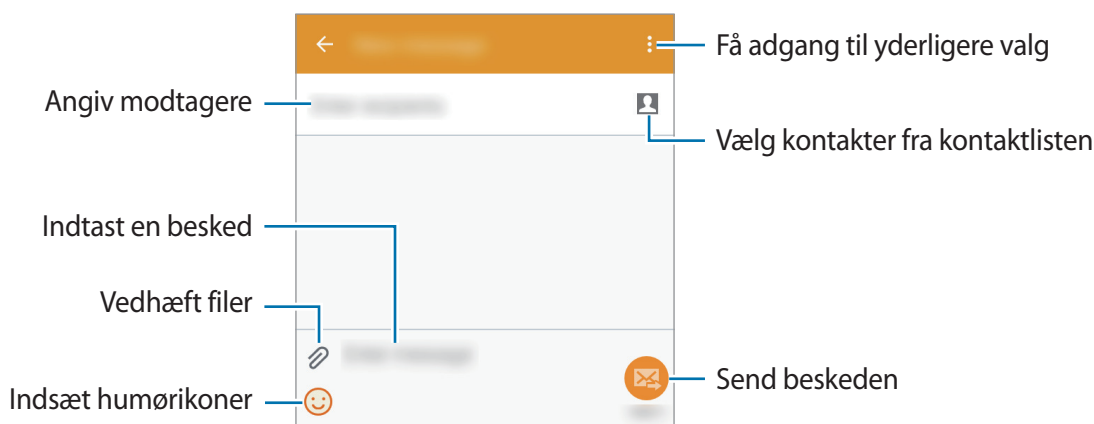 Få adgang til yderligere valg
Angiv modtagere
Vælg kontakter fra kontaktlisten
Indtast en besked
Vedhæft filer
Send beskeden
Indsæt humørikoner